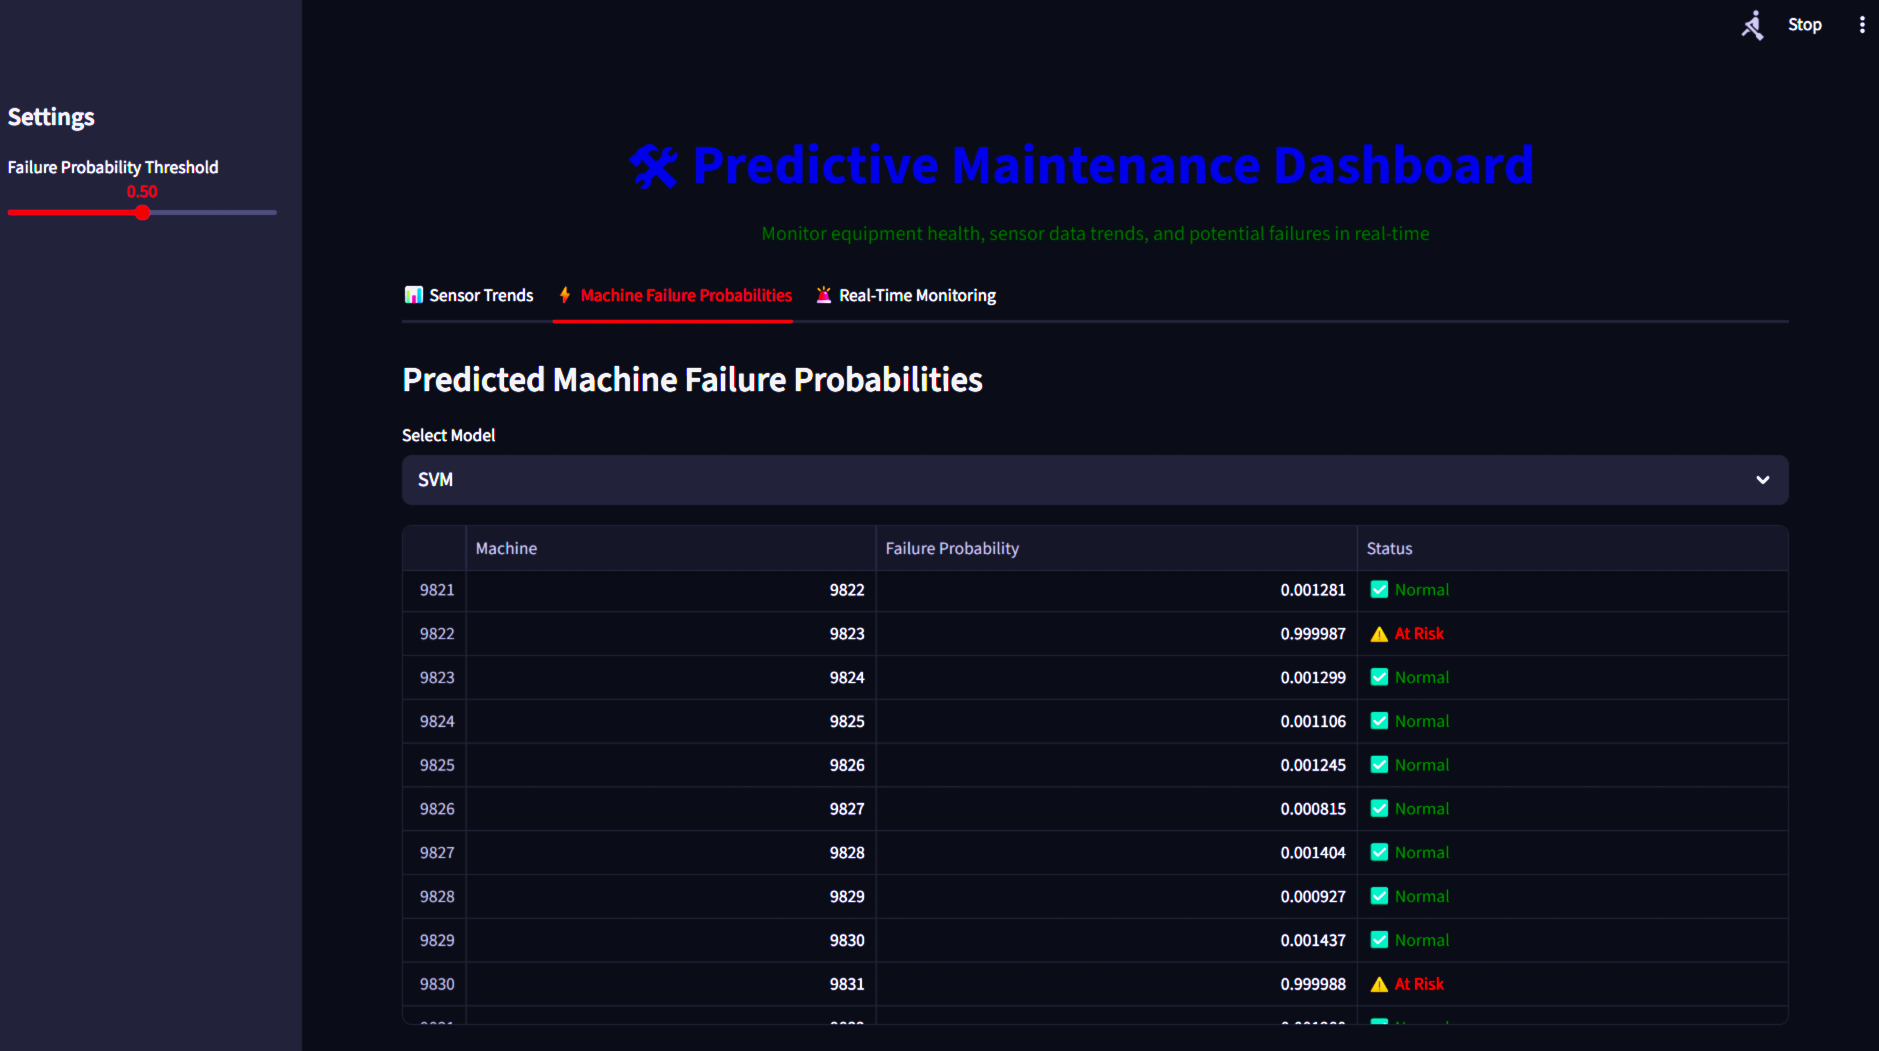 Stop
Settings
Failure Probability Threshold
0.50
🛠 Predictive Maintenance Dashboard
Monitor equipment health, sensor data trends, and potential failures in real-time
📊 Sensor Trends ⚡ Machine Failure Probabilities 🚨 Real-Time Monitoring
Predicted Machine Failure Probabilities
Select Model
SVM
Machine Failure Probability Status
9821 9822 0.001281 ✅ Normal
9822 9823 0.999987 ⚠️ At Risk
9823 9824 0.001299 ✅ Normal
9824 9825 0.001106 ✅ Normal
9825 9826 0.001245 ✅ Normal
9826 9827 0.000815 ✅ Normal
9827 9828 0.001404 ✅ Normal
9828 9829 0.000927 ✅ Normal
9829 9830 0.001437 ✅ Normal
9830 9831 0.999988 ⚠️ At Risk